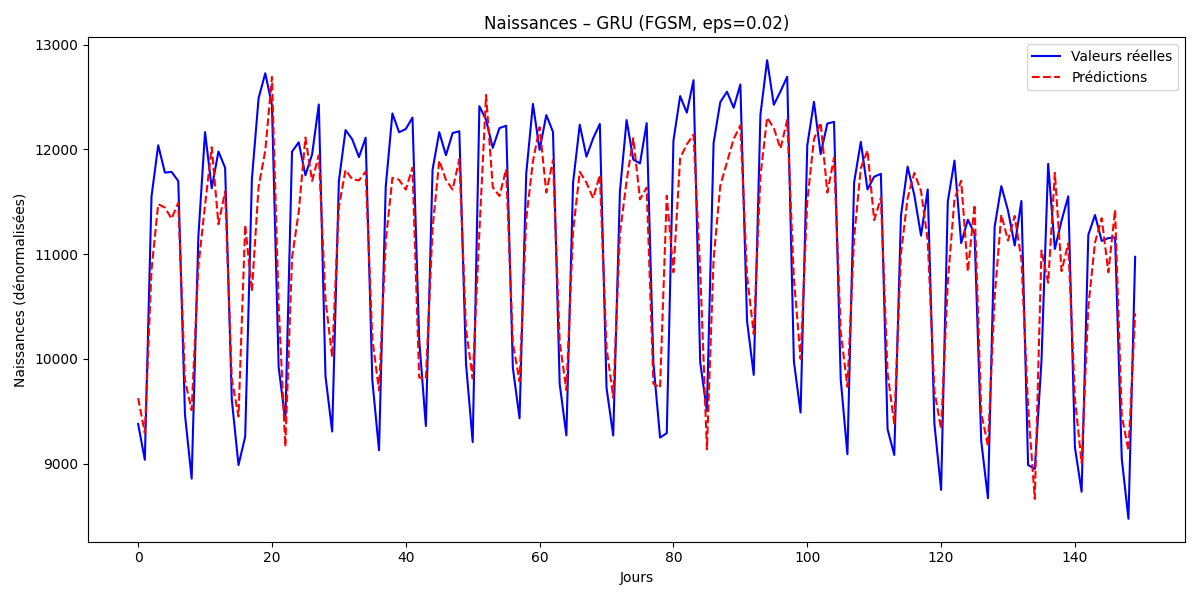 Naissances – GRU (FGSM, eps=0.02)
Valeurs réelles
Prédictions
Naissances (dénormalisées)
13000
12000
11000
10000
9000
0 20 40 60 80 100 120 140
Jours